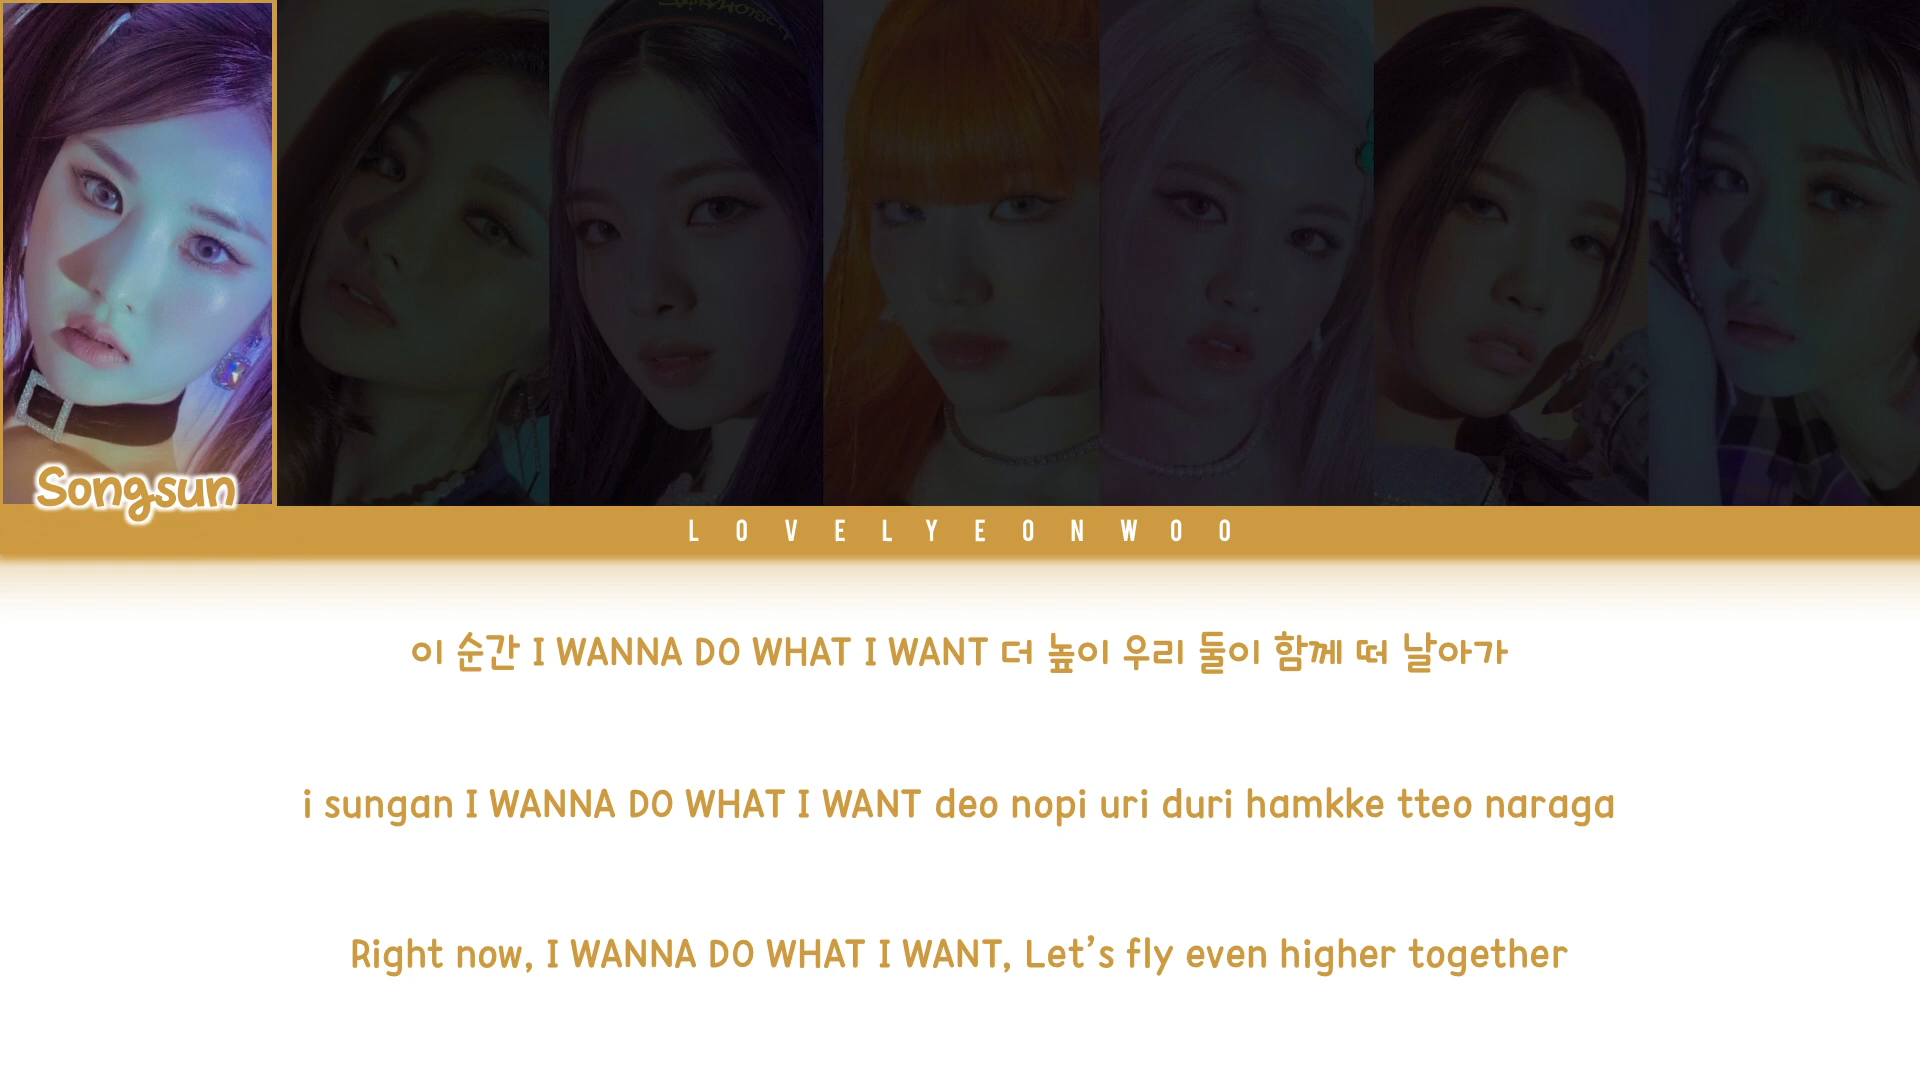 Songsun
LOVELYEONWOO
이 순간 I WANNA DO WHAT I WANT 더 높이 우리 둘이 함께 떠 날아가
i sungan I WANNA DO WHAT I WANT deo nopi uri duri hamkke tteo naraga
Right now, I WANNA DO WHAT I WANT, Let's fly even higher together